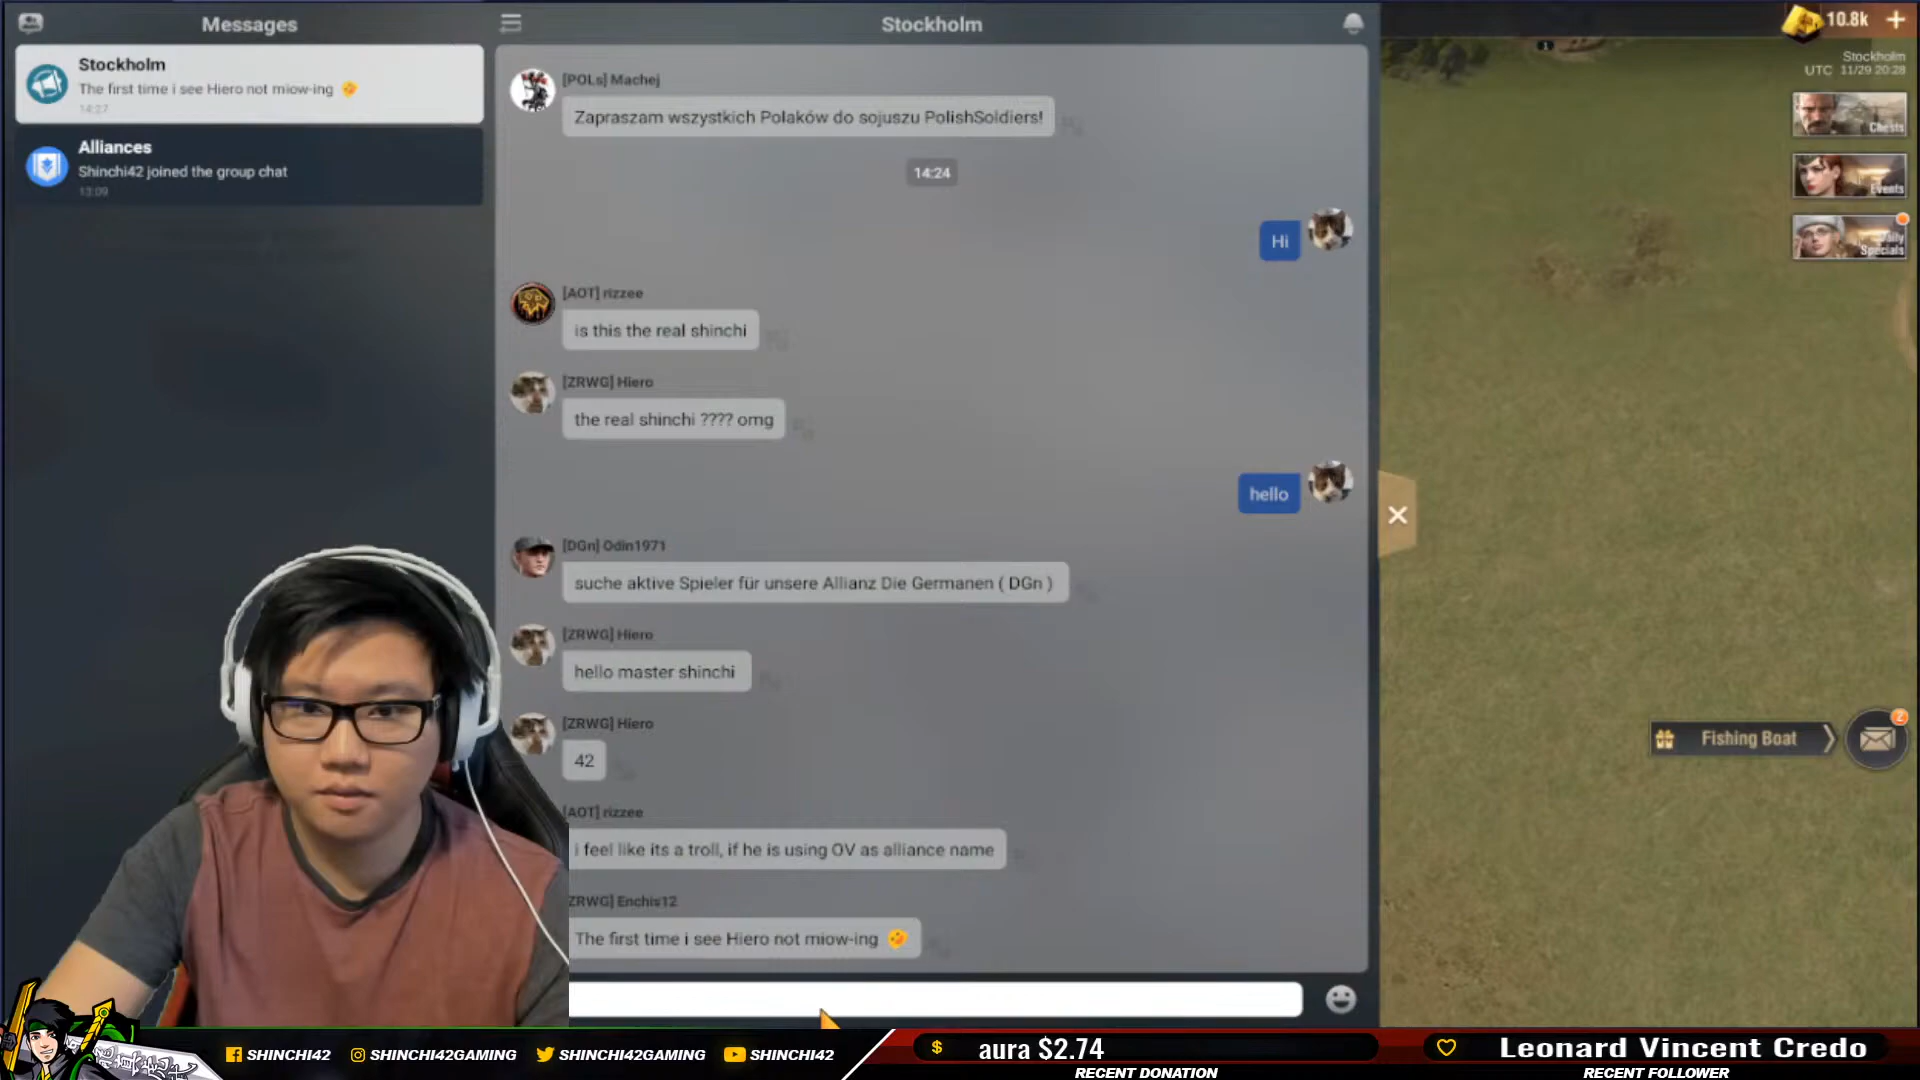 Messages
Stockholm
The first time i see Hiero not miow-ing
14:27
Alliances
Shinchi42 joined the group chat
13:09
Stockholm
[POLs] Machej
Zapraszam wszystkich Polaków do sojuszu PolishSoldiers!
14:24
Hi
[AOT] rizzee
is this the real shinchi
[ZRWG] Hiero
the real shinchi ???? omg
hello
[DGn] Odin1971
suche aktive Spieler für unsere Allianz Die Germanen ( DGn )
[ZRWG] Hiero
hello master shinchi
[ZRWG] Hiero
42
[AOT] rizzee
i feel like its a troll, if he is using OV as alliance name
ZRWG] Enchis12
The first time i see Hiero not miow-ing
10.8k +
Stockholm
UTC 11/29 20:28
1
Chests
Events
Daily
Specials
Fishing Boat
2
SHINCHI42
SHINCHI42GAMING
SHINCHI42GAMING
SHINCHI42
$ aura $2.74
RECENT DONATION
Leonard Vincent Credo
RECENT FOLLOWER